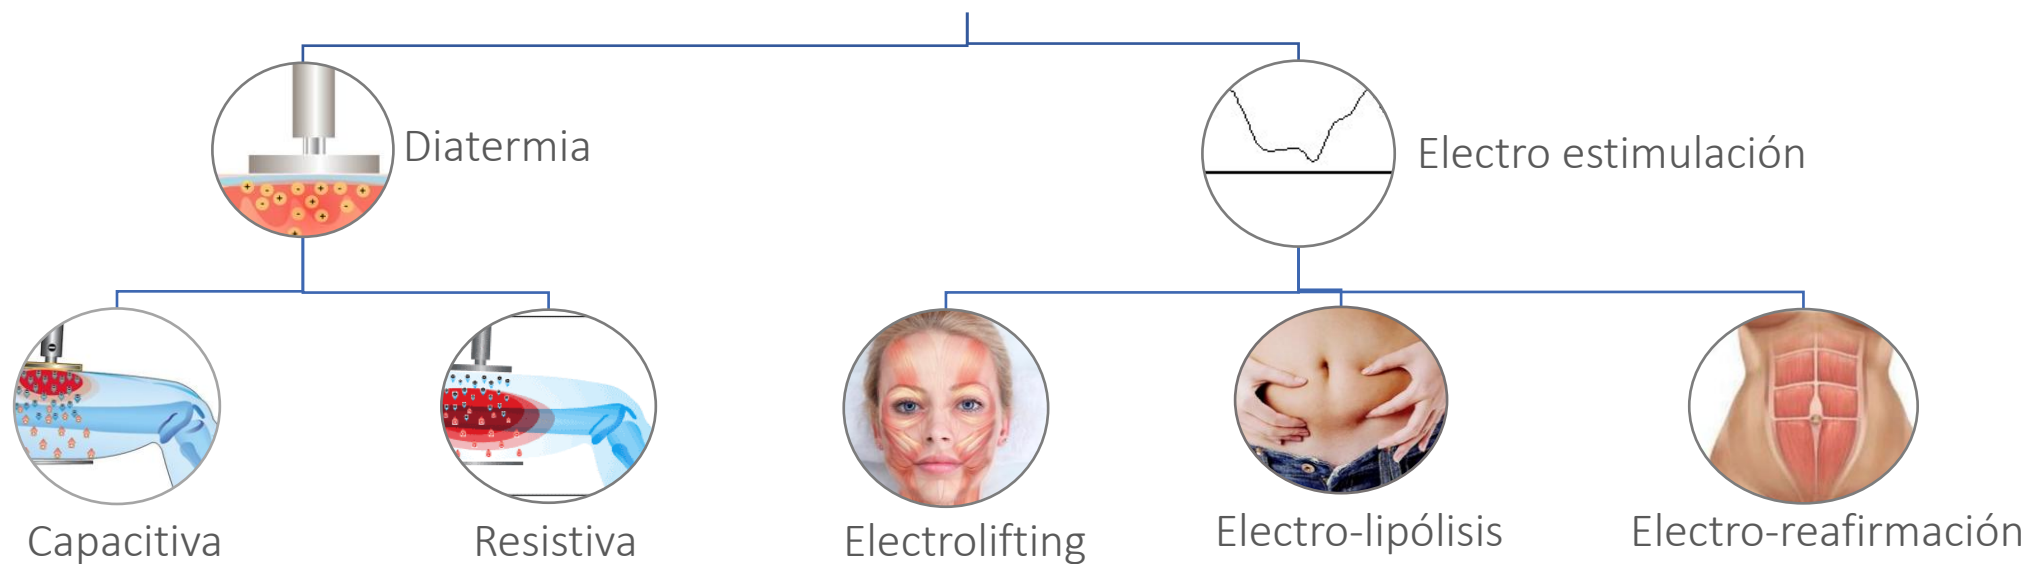 Diatermia
Electro estimulación
Capacitiva
Resistiva
Electrolifting
Electro-lipólisis
Electro-reafirmación